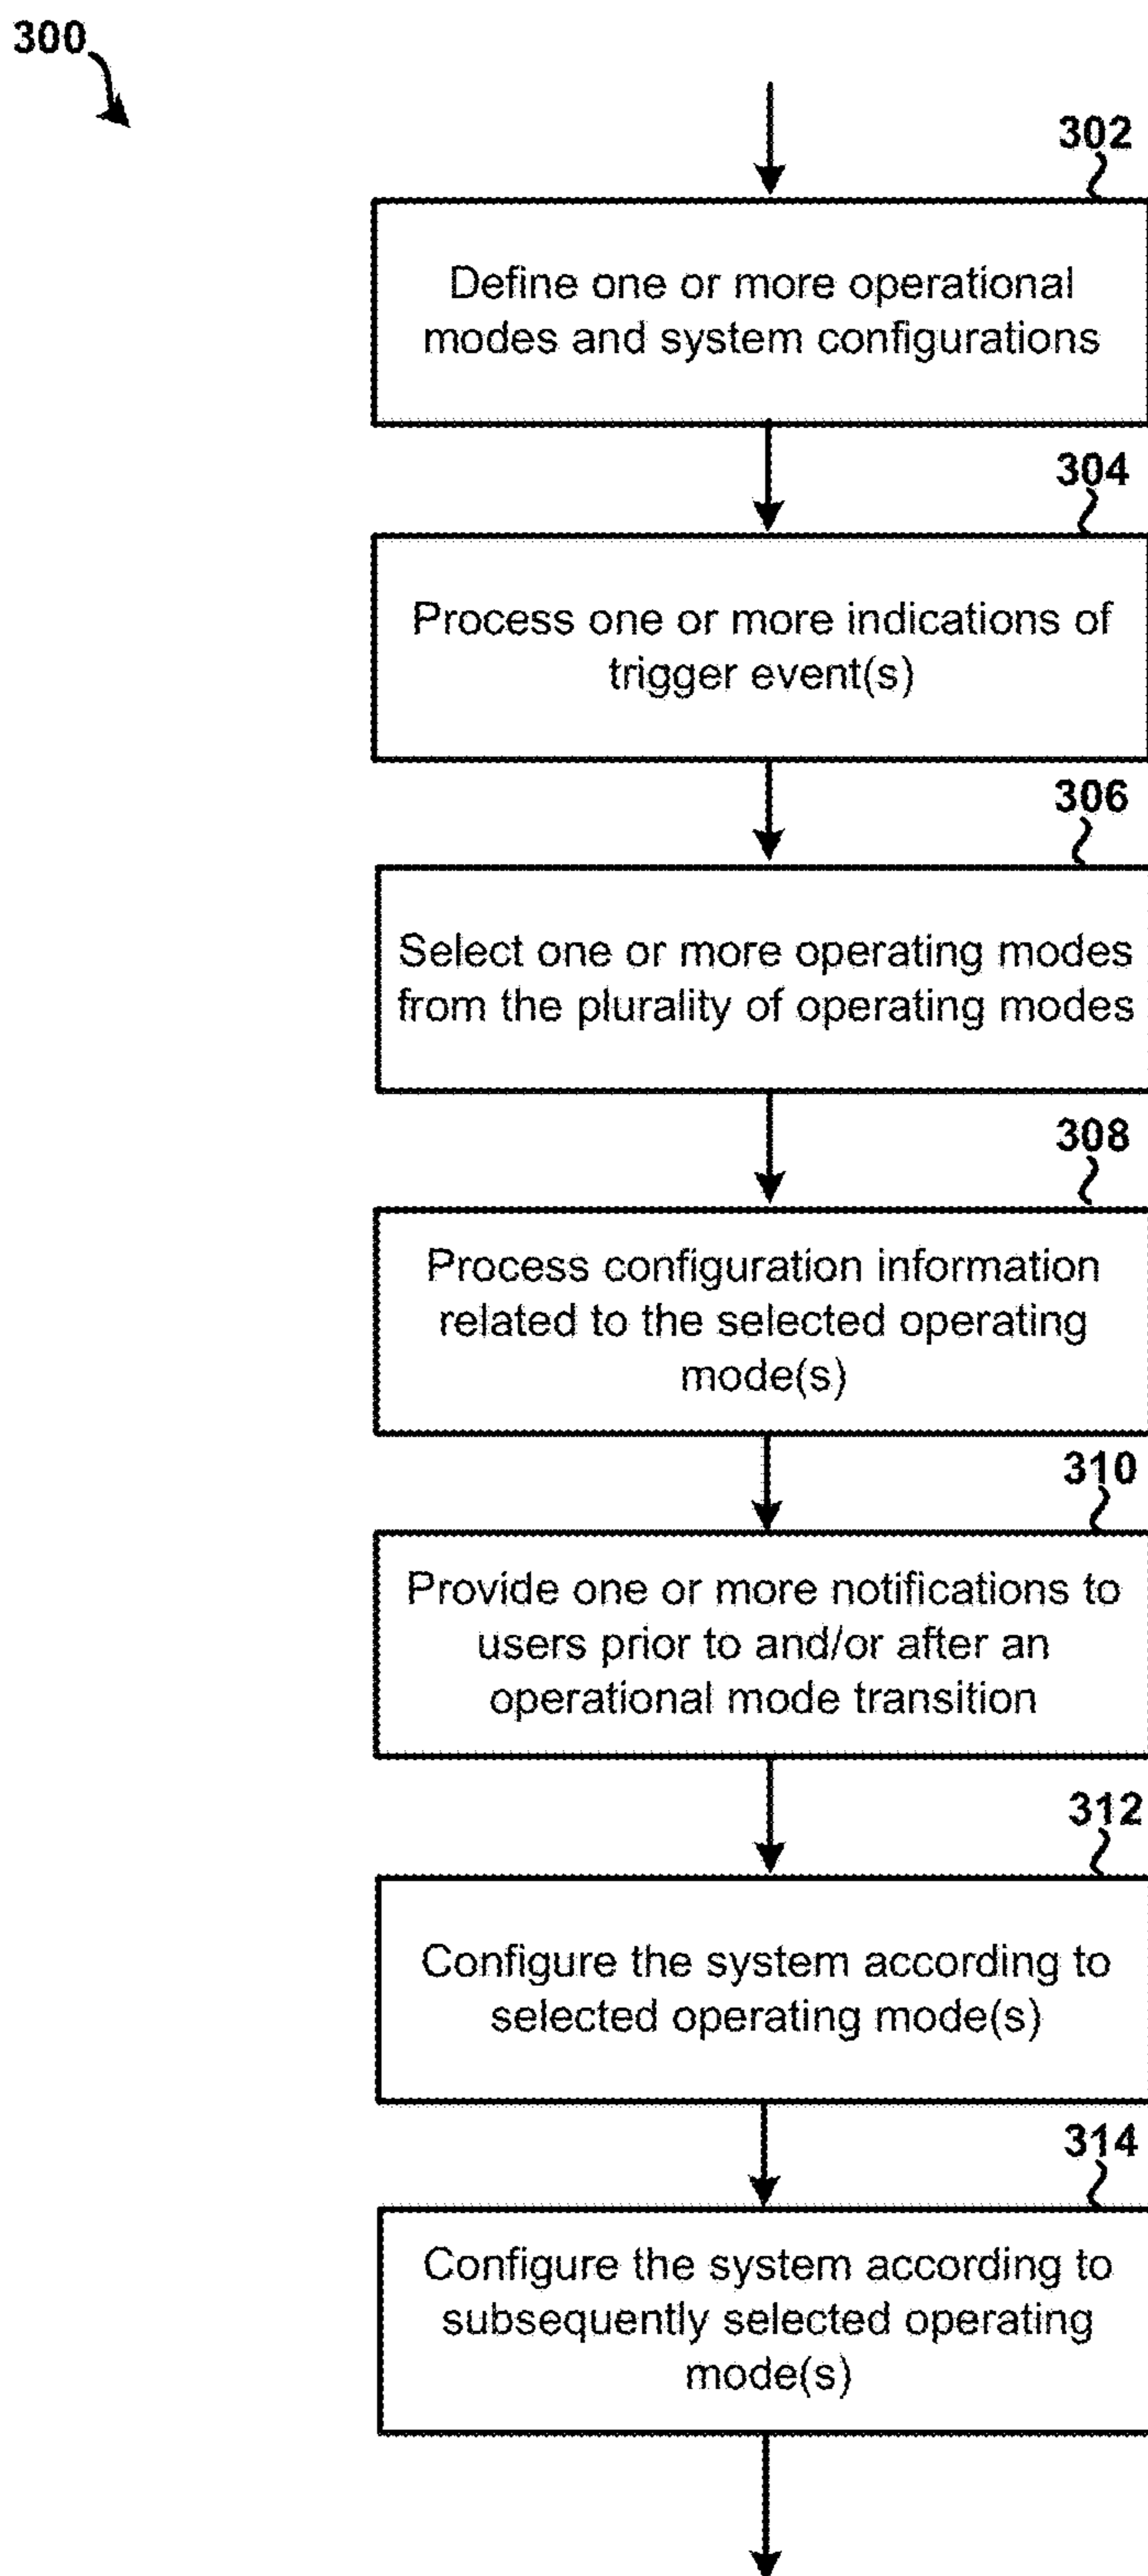 300
302
Define one or more operational
modes and system configurations
304
Process one or more indications of
trigger event(s)
306
Select one or more operating modes
from the plurality of operating modes
308
Process configuration information
related to the selected operating
mode(s)
310
Provide one or more notifications to
users prior to and/or after an
operational mode transition
312
Configure the system according to
selected operating mode(s)
314
Configure the system according to
subsequently selected operating
mode(s)